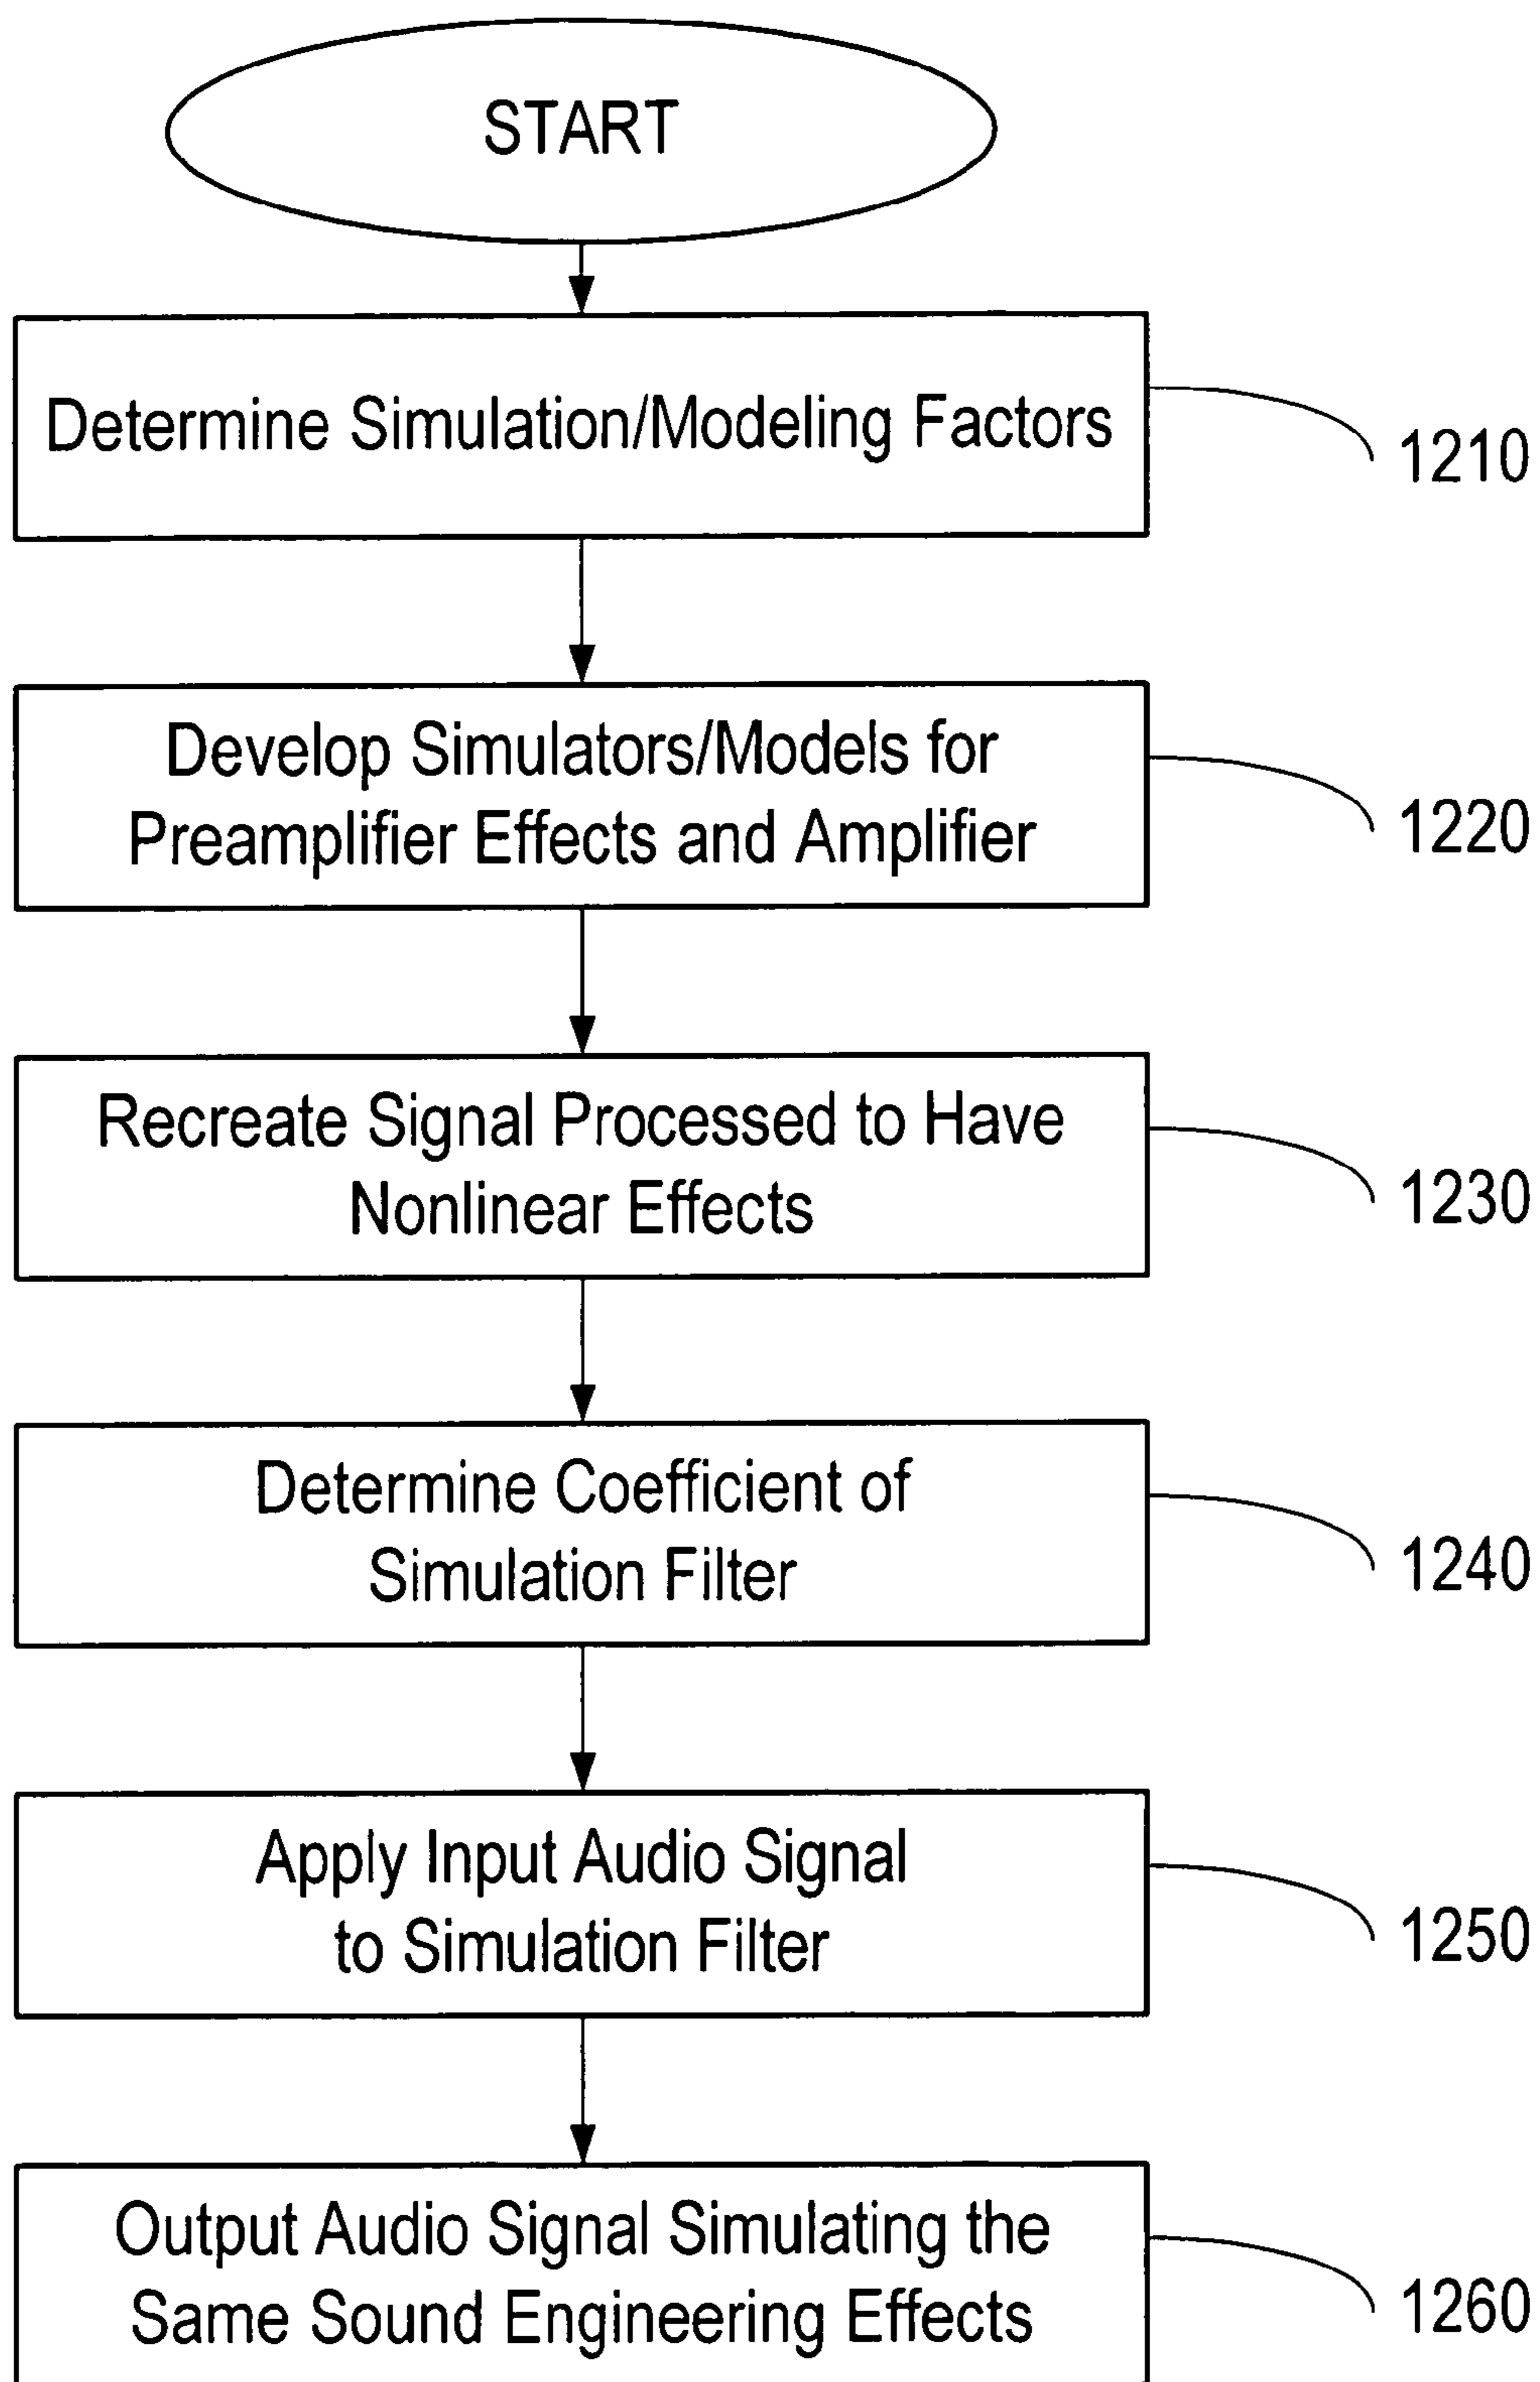 START
Determine Simulation/Modeling Factors
1210
Develop Simulators/Models for
Preamplifier Effects and Amplifier
1220
Recreate Signal Processed to Have
Nonlinear Effects
1230
Determine Coefficient of
Simulation Filter
1240
Apply Input Audio Signal
to Simulation Filter
1250
Output Audio Signal Simulating the
Same Sound Engineering Effects
1260